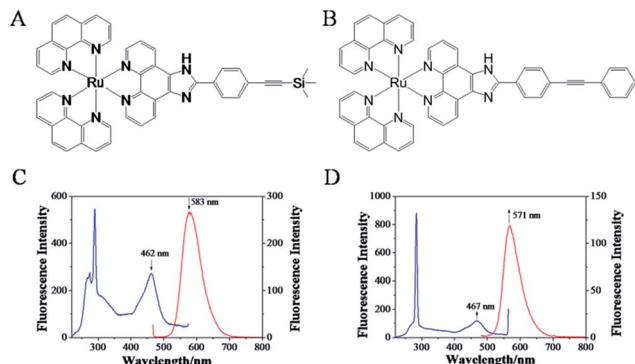 A
B
N
N
N
N
Ru
N
N
H
N
N
Si
N
N
N
N
Ru
N
N
H
N
N
C
D
600
400
200
0
300
200
100
0
583 nm
462 nm
Fluorescence Intensity
Fluorescence Intensity
300 400 500 600 700 800
Wavelength/nm
1000
800
600
400
200
0
150
100
50
25
0
571 nm
467 nm
Fluorescence Intensity
Fluorescence Intensity
300 400 500 600 700 800
Wavelength/nm